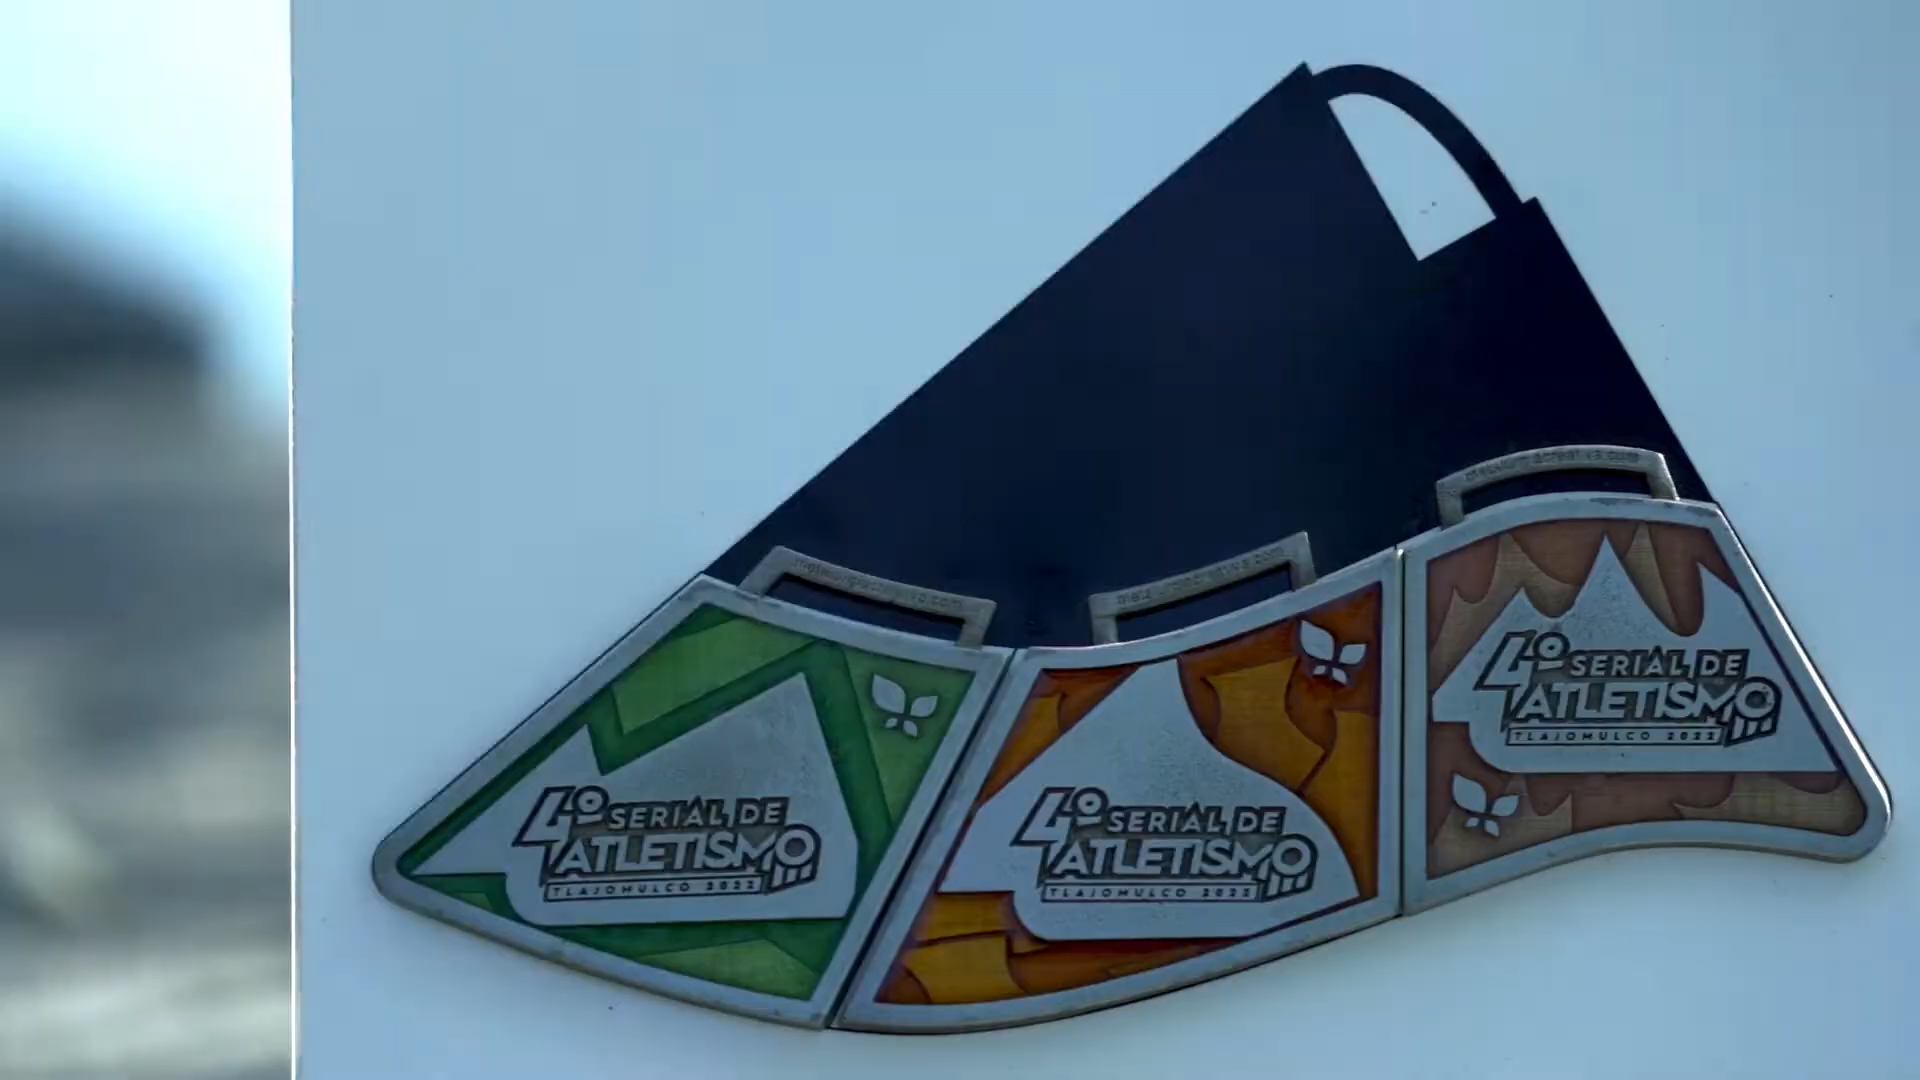 4º SERIAL DE
ATLETISMO
TLAJOMULCO 2022
4º SERIAL DE
ATLETISMO
TLAJOMULCO 2022
4º SERIAL DE
ATLETISMO
TLAJOMULCO 2022